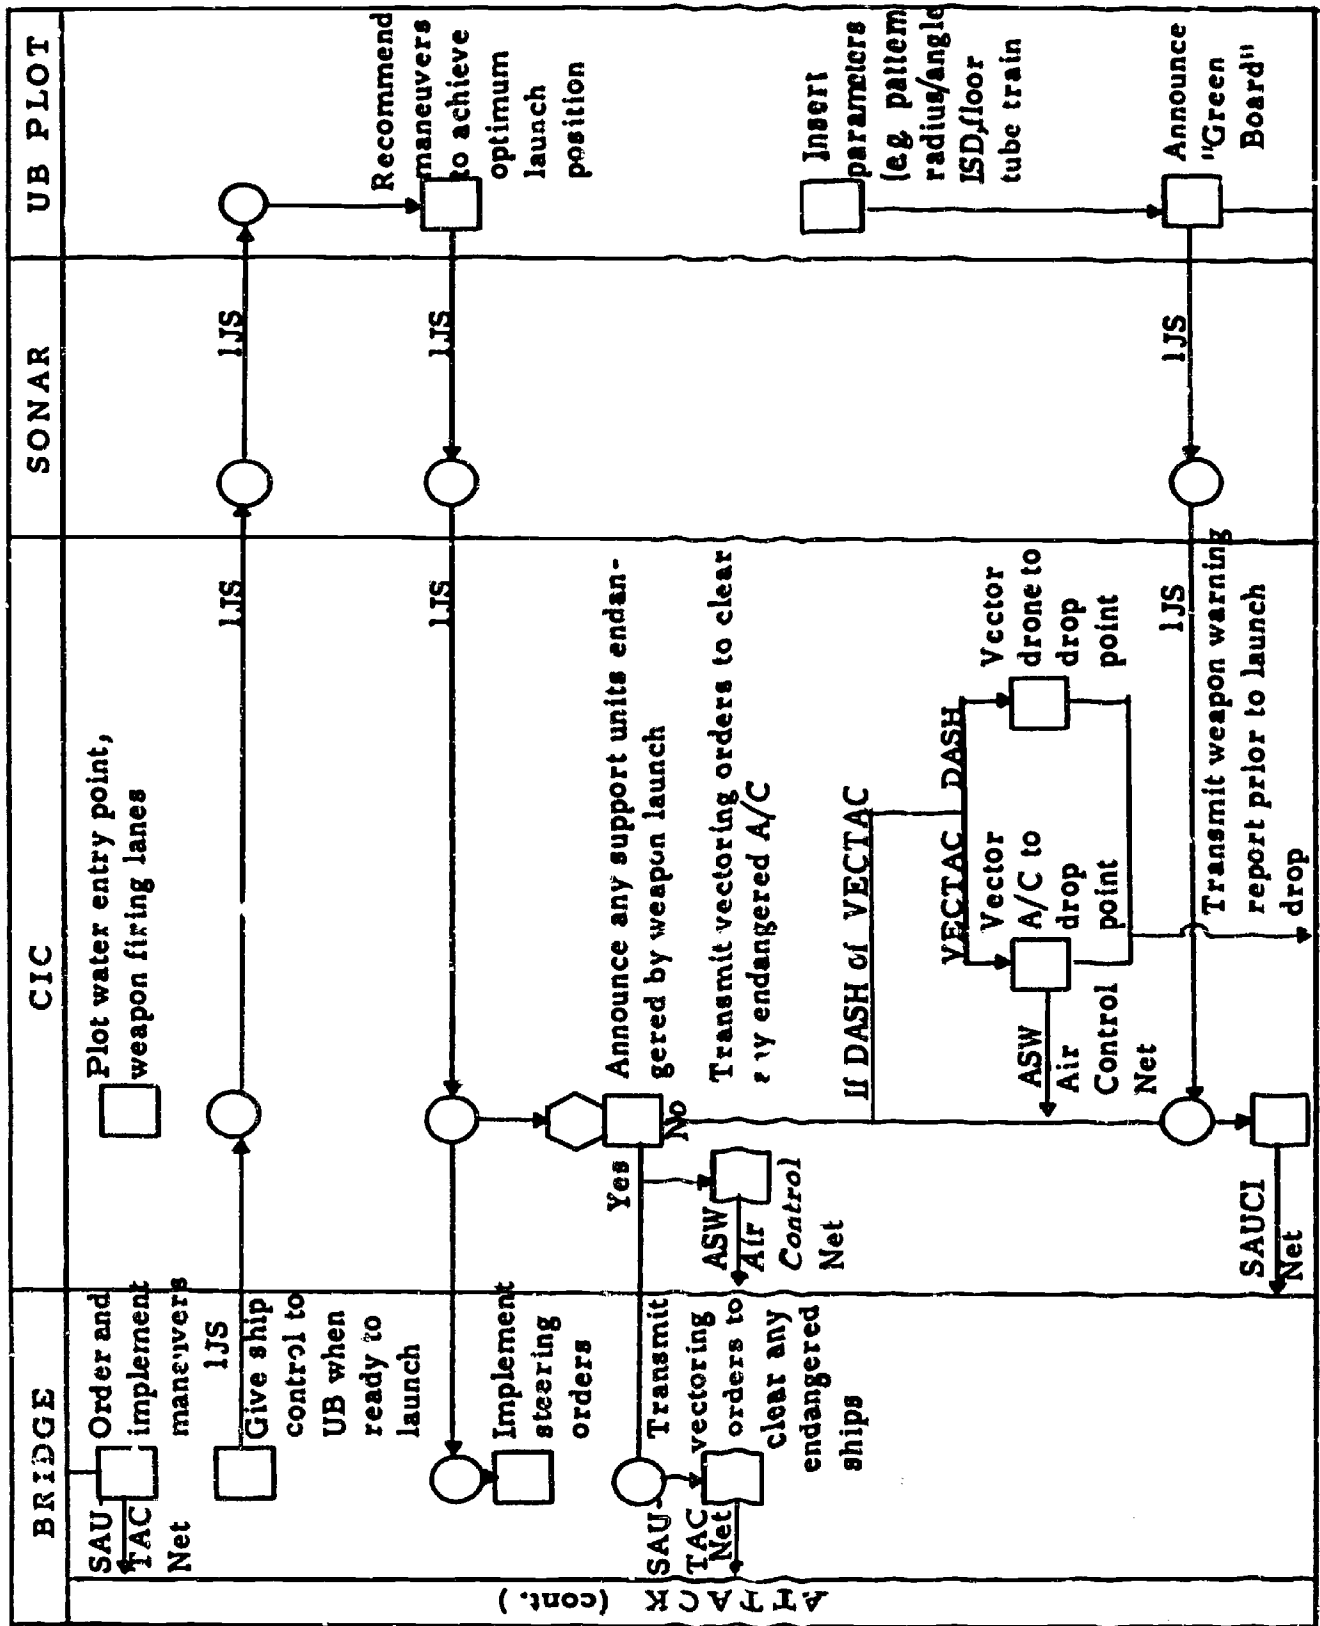 ATTACK (cont.)
BRIDGE
CIC
SONAR
UB PLOT
SAU
TAC
Net
Order and
implement
maneuvers
Plot water entry point,
weapon firing lanes
1JS
Give ship
control to
UB when
ready to
launch
1JS
1JS
Recommend
maneuvers
to achieve
optimum
launch
position
1JS
1JS
Implement
steering
orders
Announce any support units endan-
gered by weapon launch
Yes
No
Transmit vectoring orders to clear
any endangered A/C
ASW
Air
Control
Net
SAU-
TAC
Net
Transmit
vectoring
orders to
clear any
endangered
ships
Insert
parameters
(eg pattern
radius/angle
ISD,floor
tube train
If DASH of VECTAC
VECTAC
DASH
Vector
A/C to
drop
point
Vector
drone to
drop
point
ASW
Air
Control
Net
Announce
"Green
Board"
1JS
1JS
Transmit weapon warning
report prior to launch
drop
SAUCI
Net